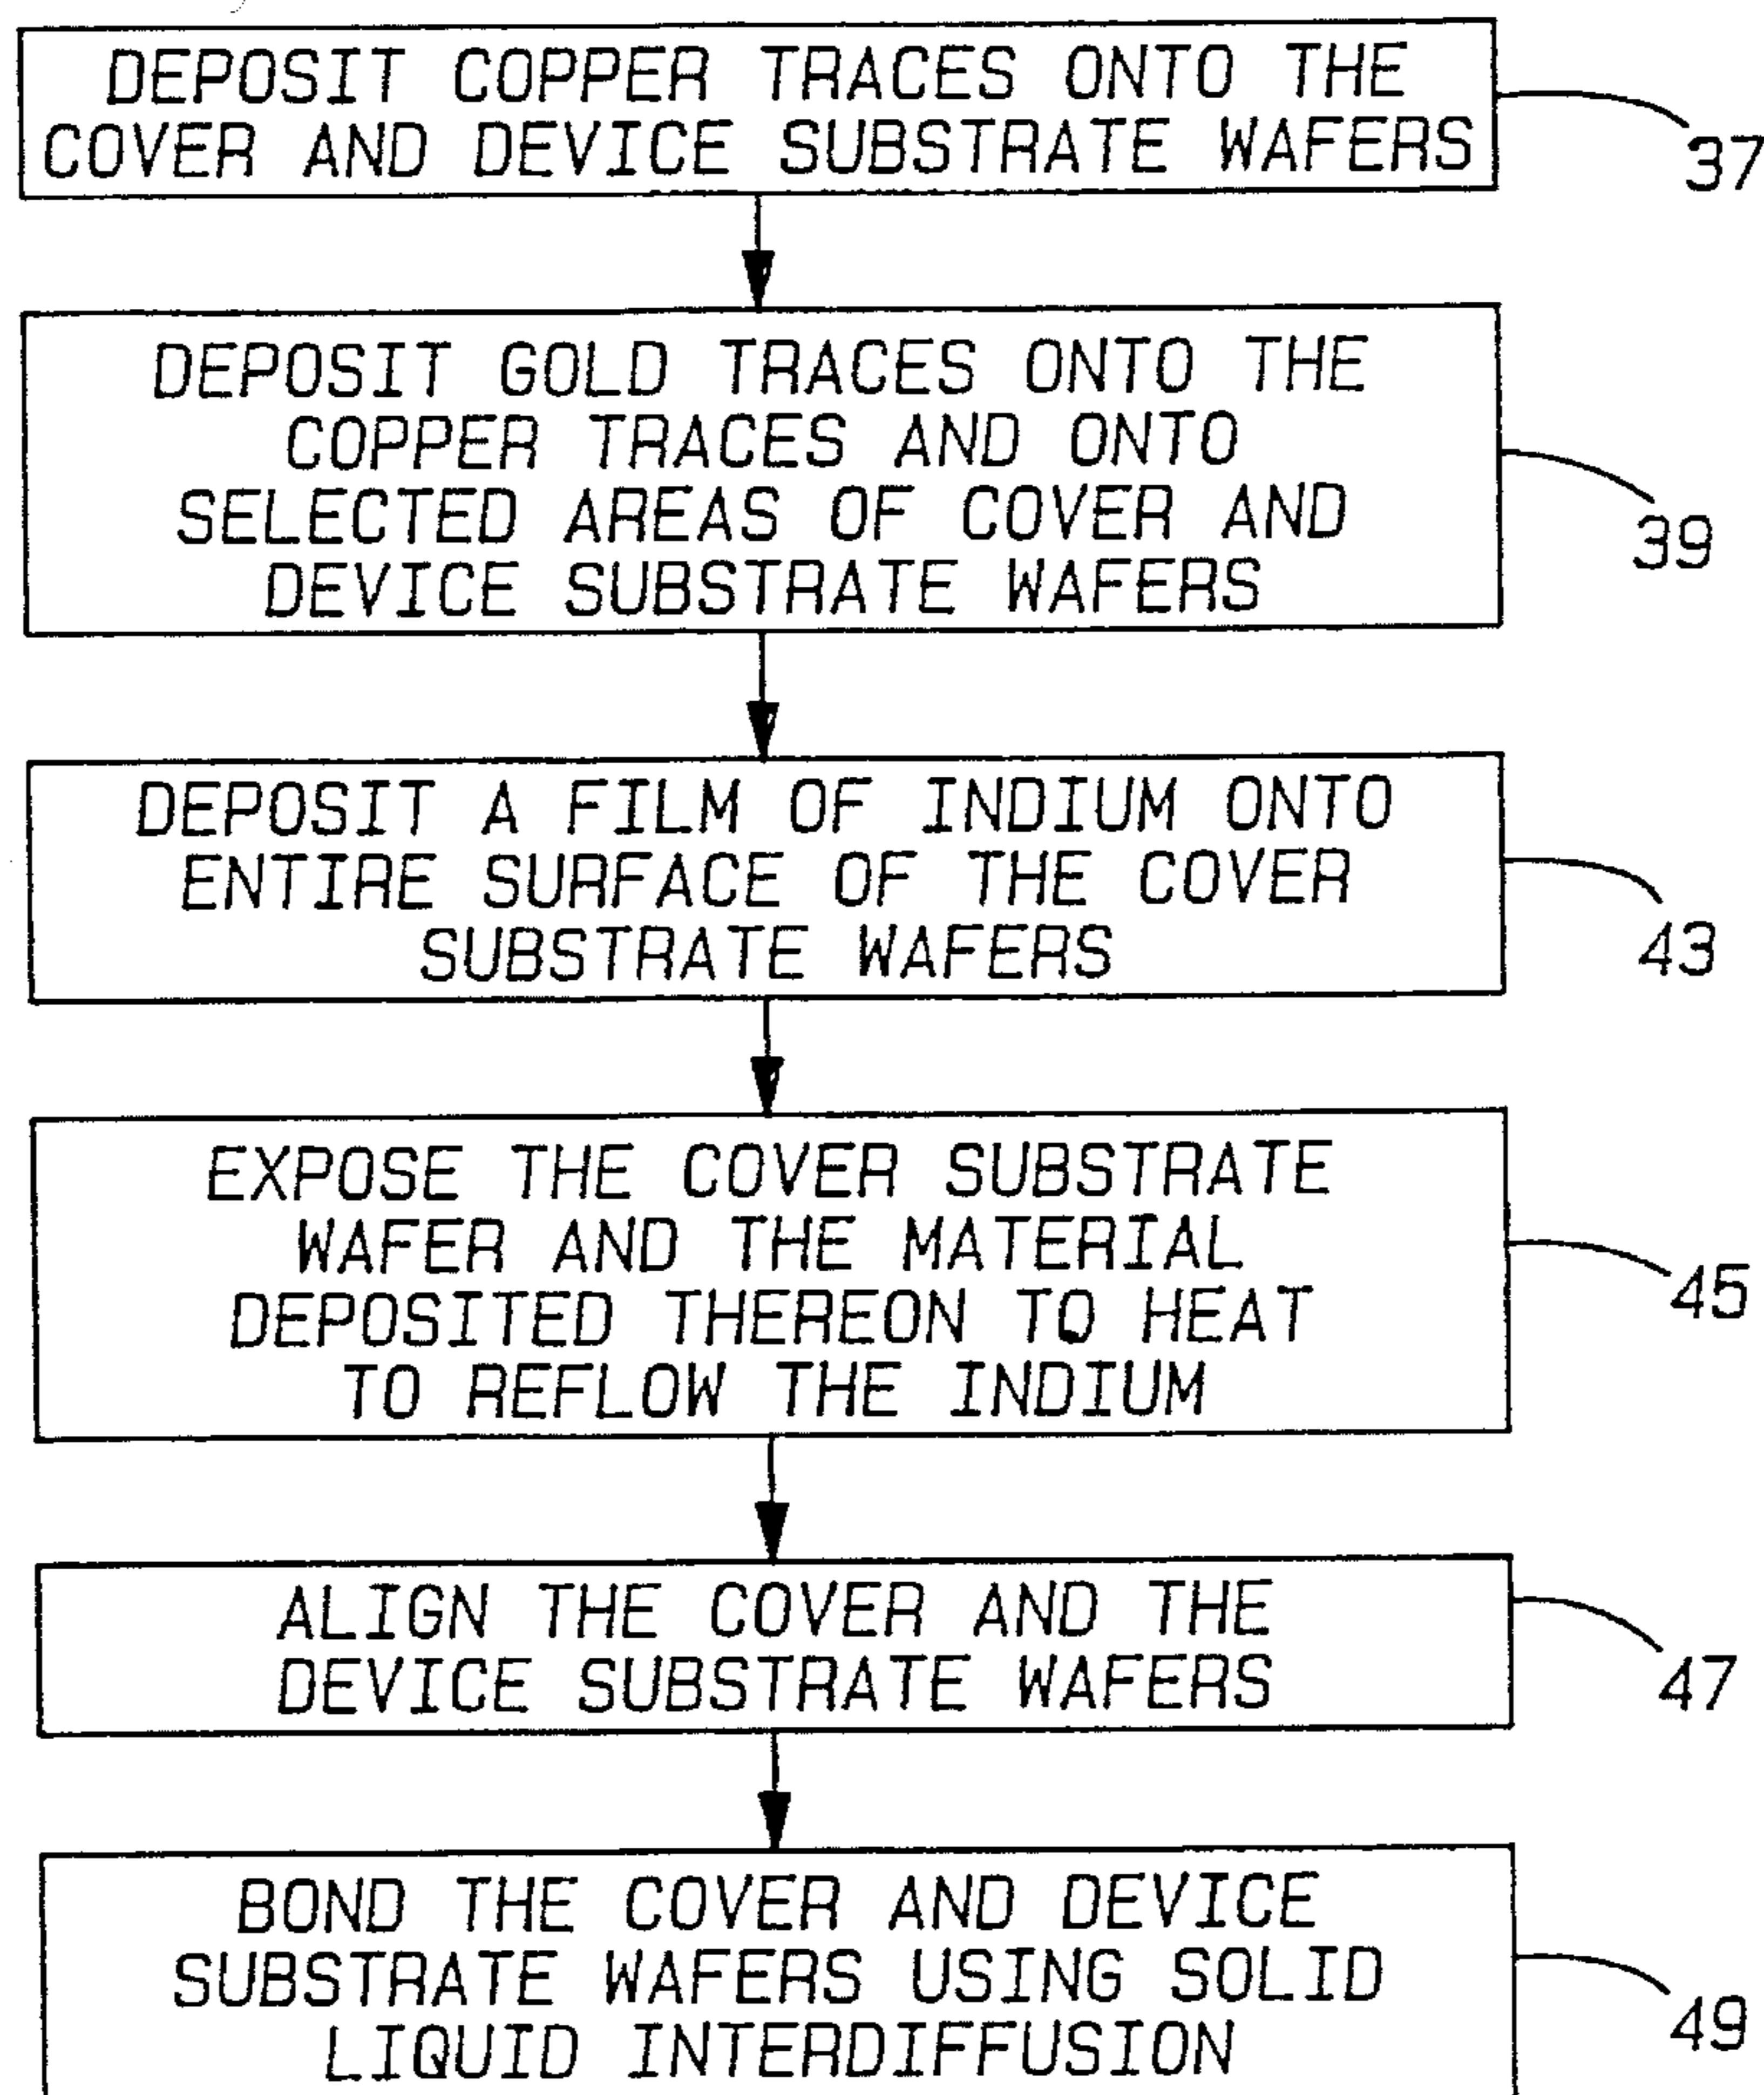 DEPOSIT COPPER TRACES ONTO THE
COVER AND DEVICE SUBSTRATE WAFERS
37
DEPOSIT GOLD TRACES ONTO THE
COPPER TRACES AND ONTO
SELECTED AREAS OF COVER AND
DEVICE SUBSTRATE WAFERS
39
DEPOSIT A FILM OF INDIUM ONTO
ENTIRE SURFACE OF THE COVER
SUBSTRATE WAFERS
43
EXPOSE THE COVER SUBSTRATE
WAFER AND THE MATERIAL
DEPOSITED THEREON TO HEAT
TO REFLOW THE INDIUM
45
ALIGN THE COVER AND THE
DEVICE SUBSTRATE WAFERS
47
BOND THE COVER AND DEVICE
SUBSTRATE WAFERS USING SOLID
LIQUID INTERDIFFUSION
49